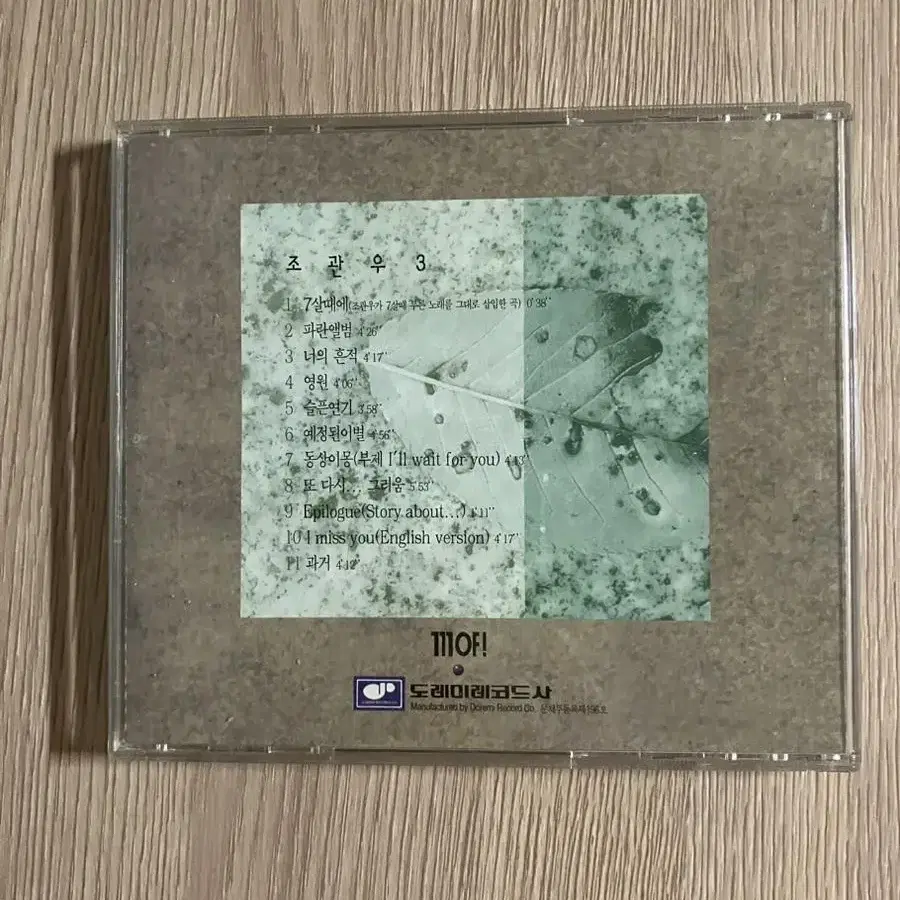 조 관 우 3
1 7살때에(조관우가 7살때 부른 노래를 그대로 삽입한 곡) 0'38"
2 파란앨범 4'26"
3 너의 흔적 4'17"
4 영원 4'06"
5 슬픈연기 3'58"
6 예정된이별 4'56"
7 동상이몽(부제 I'll wait for you) 4'13"
8 또 다시... 그리움 5'53"
9 Epilogue(Story about...) 4'11"
10 I miss you(English version) 4'17"
11 과거 4'12"
도레미레코드사
Manufactured by Doremi Record Co.